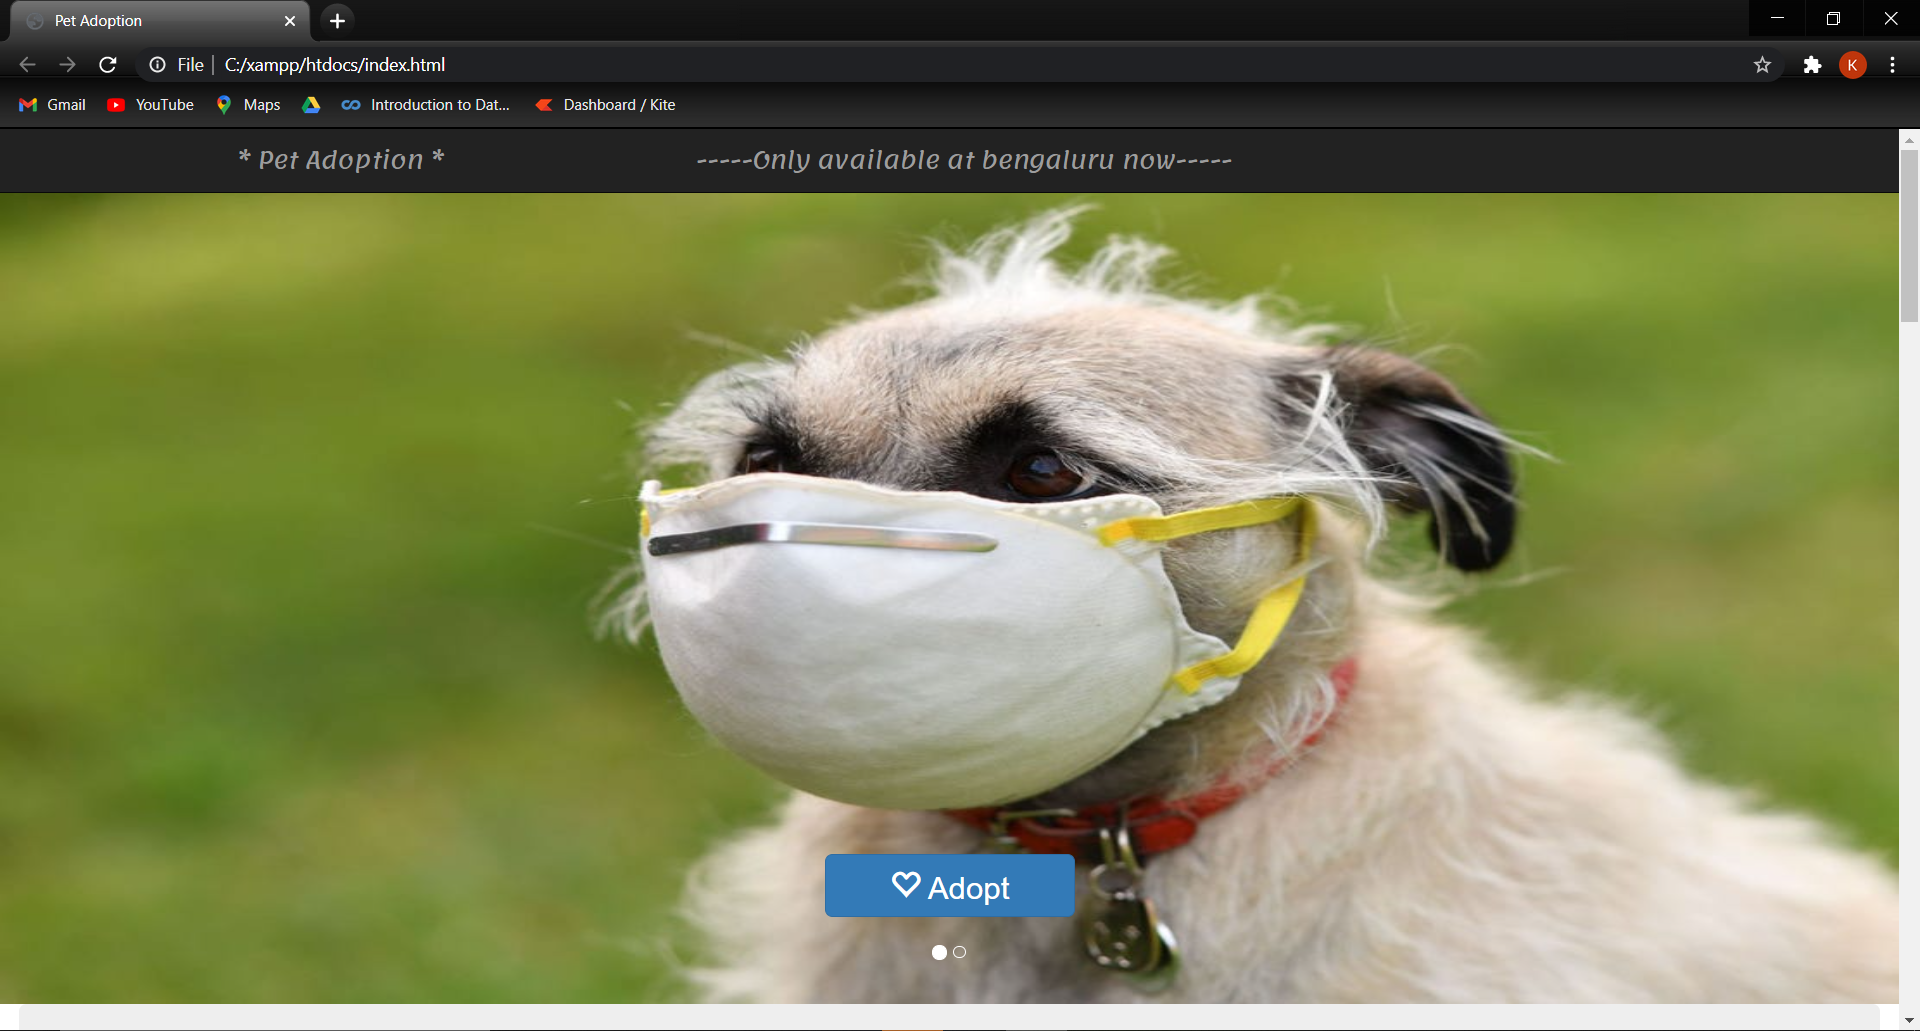 Pet Adoption
File | C:/xampp/htdocs/index.html
K
Gmail YouTube Maps Introduction to Dat... Dashboard / Kite
* Pet Adoption * -----Only available at bengaluru now-----
Adopt